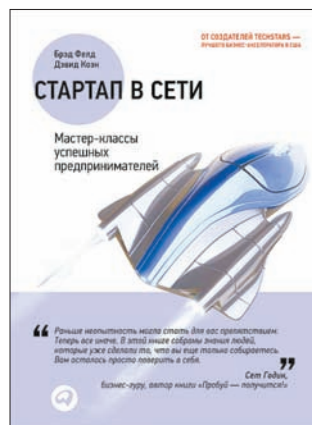 ОТ СОЗДАТЕЛЕЙ TECHSTARS —
ЛУЧШЕГО БИЗНЕС-АКСЕЛЕРАТОРА В США
Брэд Фелд
Дэвид Коэн
СТАРТАП В СЕТИ
Мастер-классы
успешных
предпринимателей
“ Раньше неопытность могла стать для вас препятствием.
Теперь все иначе. В этой книге собраны знания людей,
которые уже сделали то, что вы еще только собираетесь.
Вам осталось просто поверить в себя. ”
Сет Годин,
бизнес-гуру, автор книги «Пробуй — получится!»